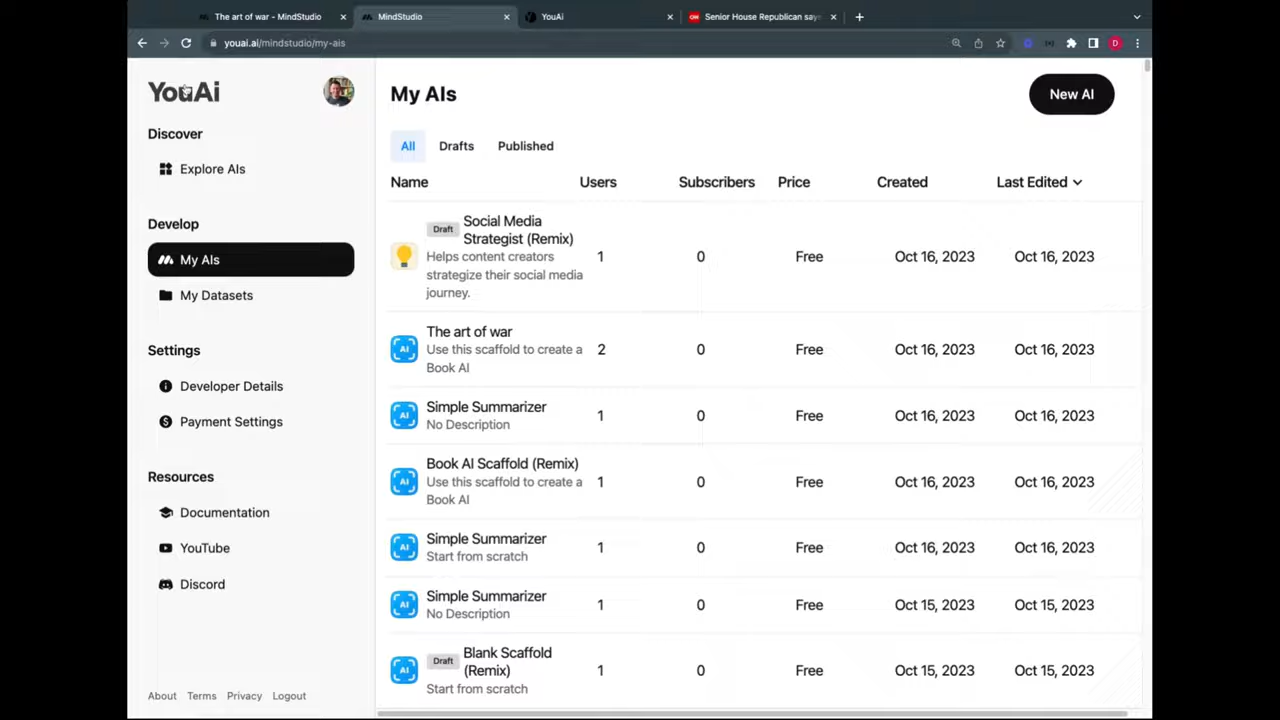 The art of war - MindStudio
MindStudio
YouAi
Senior House Republican say
youai.ai/mindstudio/my-ais
D
YouAi
Discover
Explore AIs
Develop
My AIs
My Datasets
Settings
Developer Details
Payment Settings
Resources
Documentation
YouTube
Discord
About Terms Privacy Logout
My AIs
New AI
All Drafts Published
Name Users Subscribers Price Created Last Edited
Draft Social Media
Strategist (Remix)
Helps content creators
strategize their social media
journey.
1 0 Free Oct 16, 2023 Oct 16, 2023
AI
The art of war
Use this scaffold to create a
Book AI
2 0 Free Oct 16, 2023 Oct 16, 2023
AI
Simple Summarizer
No Description
1 0 Free Oct 16, 2023 Oct 16, 2023
AI
Book AI Scaffold (Remix)
Use this scaffold to create a
Book AI
1 0 Free Oct 16, 2023 Oct 16, 2023
AI
Simple Summarizer
Start from scratch
1 0 Free Oct 16, 2023 Oct 16, 2023
AI
Simple Summarizer
No Description
1 0 Free Oct 15, 2023 Oct 15, 2023
AI
Draft Blank Scaffold
(Remix)
Start from scratch
1 0 Free Oct 15, 2023 Oct 15, 2023